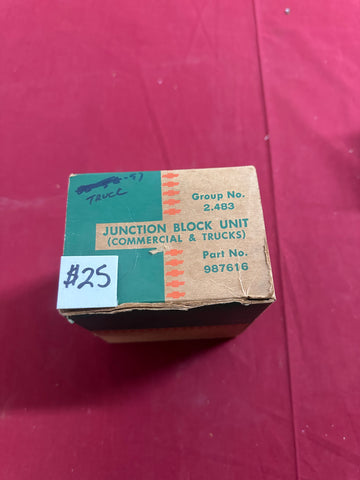 TRUCK
Group No.
2.483
JUNCTION BLOCK UNIT
(COMMERCIAL & TRUCKS)
Part No.
987616
$25